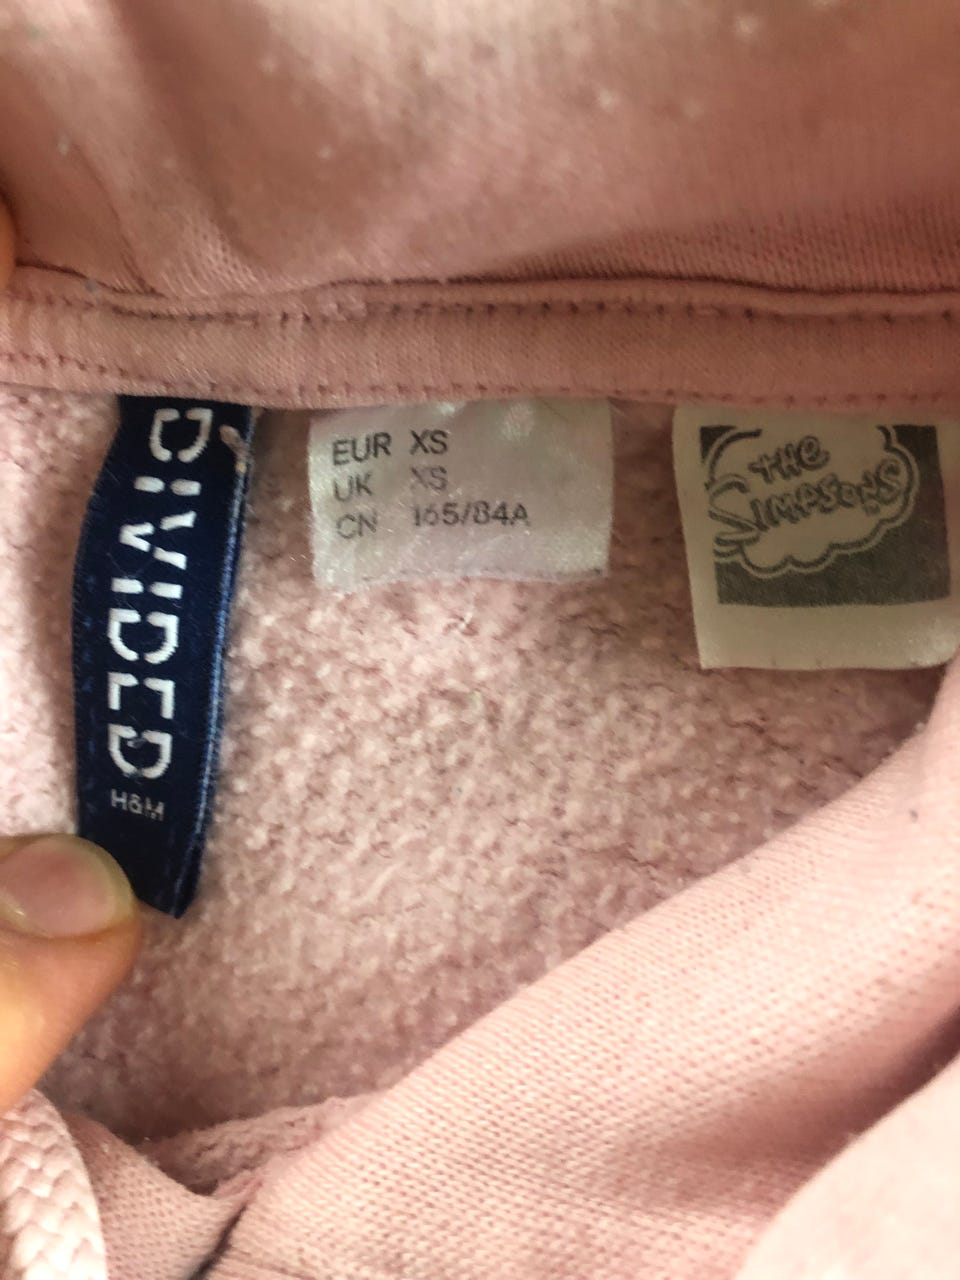 DIVIDED
H&M
EUR XS
UK XS
CN 165/84A
THE
SIMPSONS